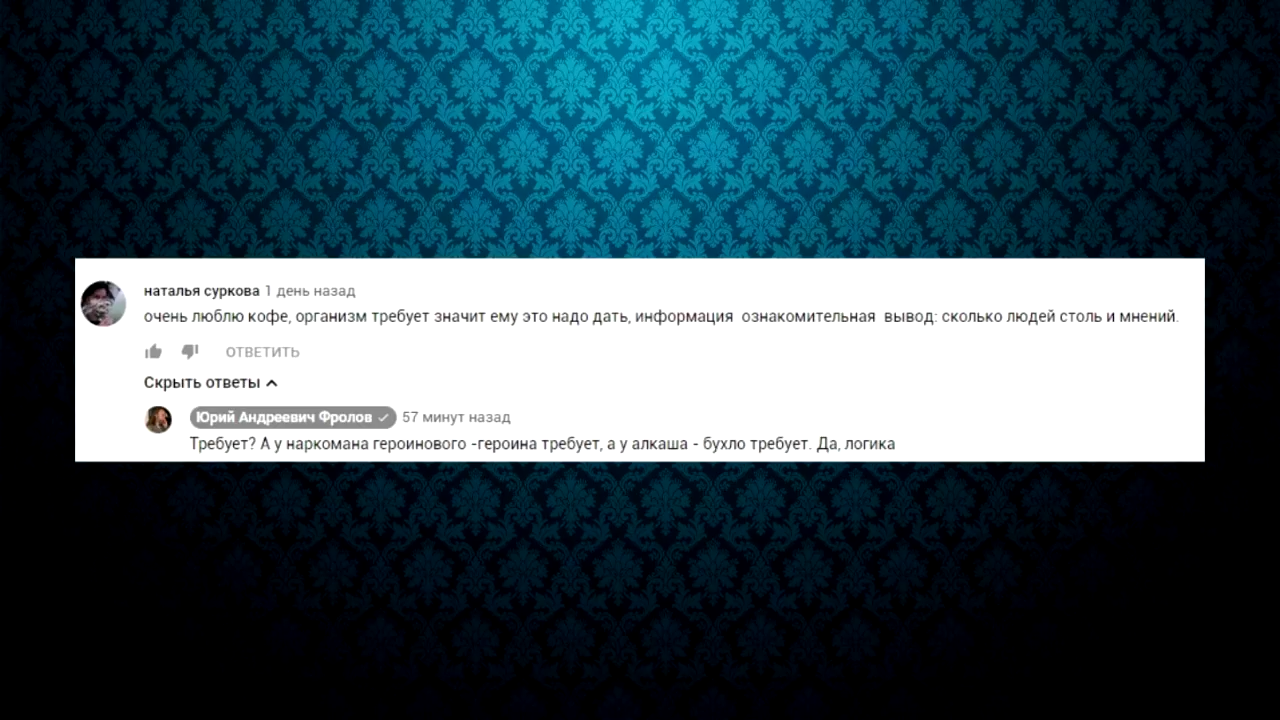 наталья суркова 1 день назад
очень люблю кофе, организм требует значит ему это надо дать, информация  ознакомительная  вывод: сколько людей столь и мнений.
ОТВЕТИТЬ
Скрыть ответы
Юрий Андреевич Фролов 57 минут назад
Требует? А у наркомана героинового -героина требует, а у алкаша - бухло требует. Да, логика